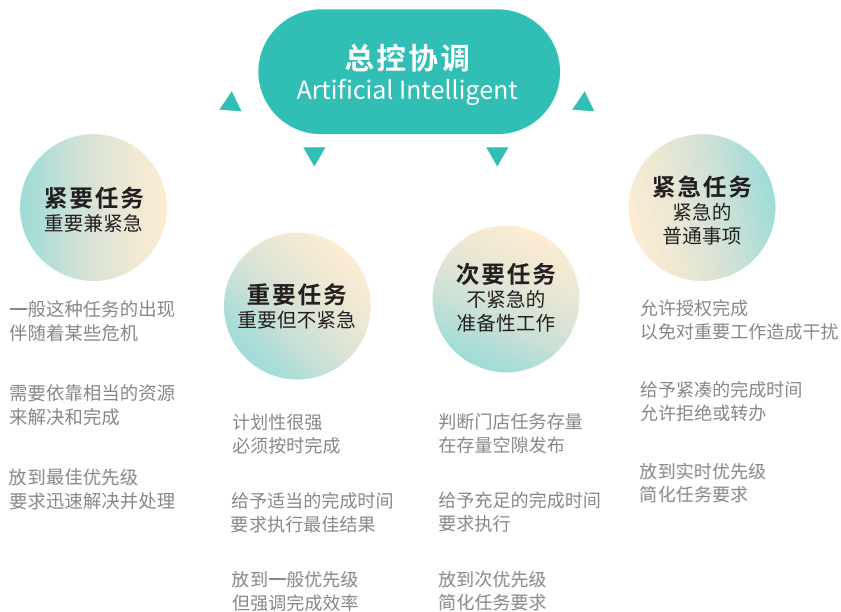 总控协调
Artificial Intelligent
紧要任务
重要兼紧急
一般这种任务的出现
伴随着某些危机
需要依靠相当的资源
来解决和完成
放到最佳优先级
要求迅速解决并处理
重要任务
重要但不紧急
计划性很强
必须按时完成
给予适当的完成时间
要求执行最佳结果
放到一般优先级
但强调完成效率
次要任务
不紧急的
准备性工作
判断门店任务存量
在存量空隙发布
给予充足的完成时间
要求执行
放到次优先级
简化任务要求
紧急任务
紧急的
普通事项
允许授权完成
以免对重要工作造成干扰
给予紧凑的完成时间
允许拒绝或转办
放到实时优先级
简化任务要求